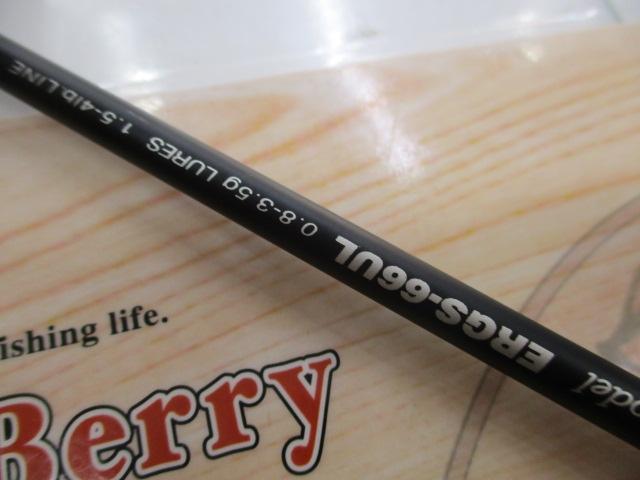 odel ERGS-66UL 0.8-3.5g LURES 1.5-4lb.LINE
ishing life.
Berry